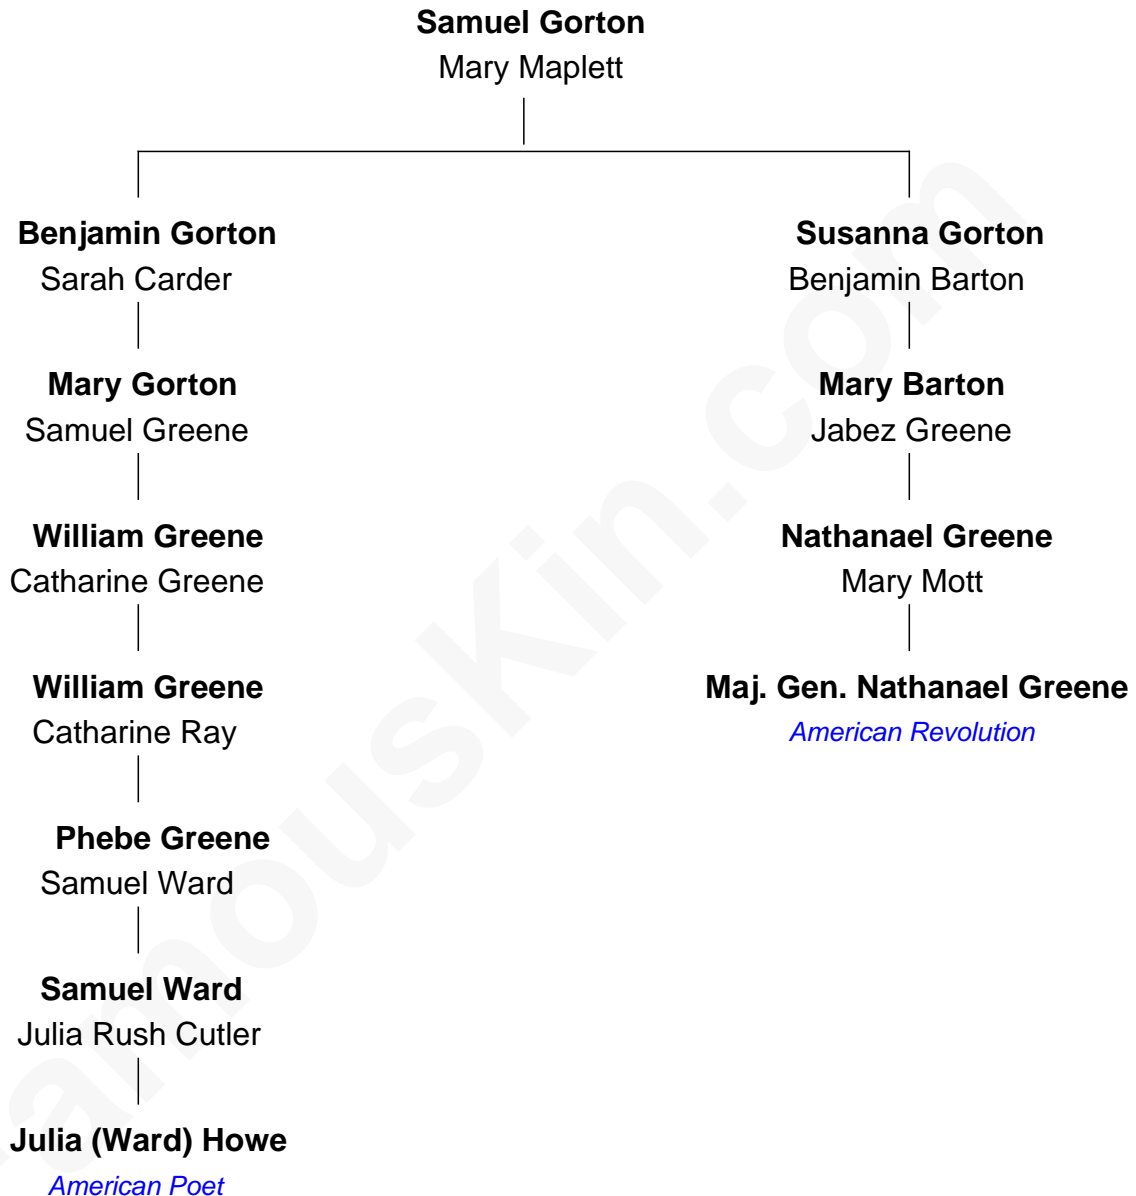 Samuel Gorton
Mary Maplett
Benjamin Gorton
Sarah Carder
Susanna Gorton
Benjamin Barton
Mary Gorton
Samuel Greene
Mary Barton
Jabez Greene
William Greene
Catharine Greene
Nathanael Greene
Mary Mott
William Greene
Catharine Ray
Maj. Gen. Nathanael Greene
American Revolution
Phebe Greene
Samuel Ward
Samuel Ward
Julia Rush Cutler
Julia (Ward) Howe
American Poet
amousKin.com